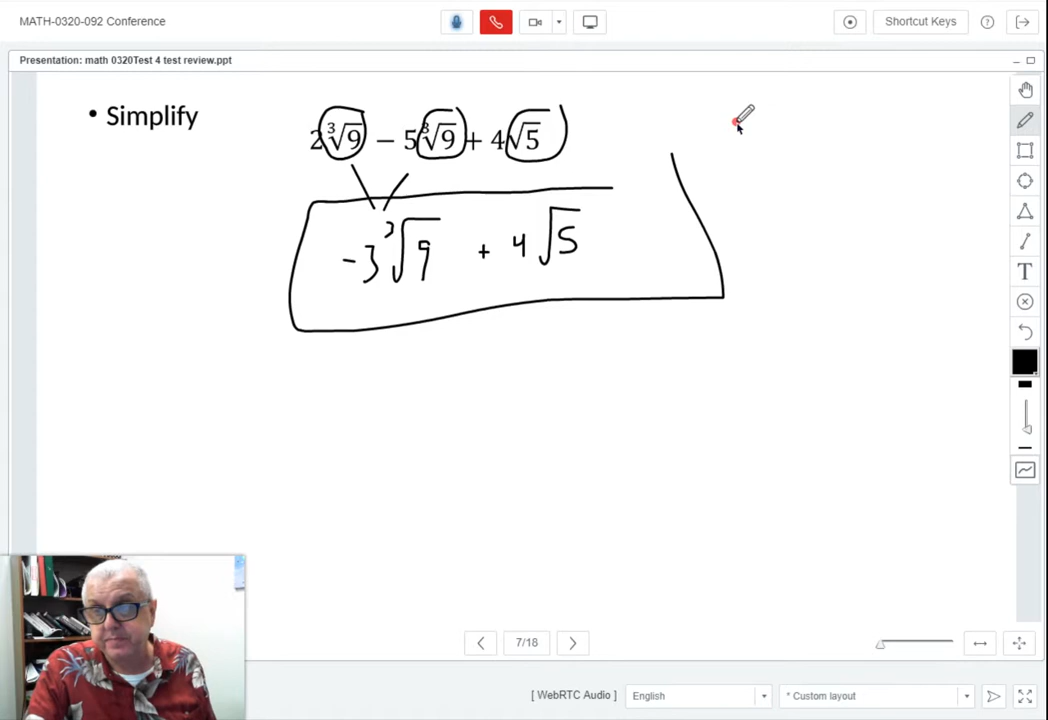 MATH-0320-092 Conference
Shortcut Keys
Presentation: math 0320Test 4 test review.ppt
• Simplify 2∛9 − 5∛9 + 4√5
-3∛9 + 4√5
T
7/18
[ WebRTC Audio ] English * Custom layout